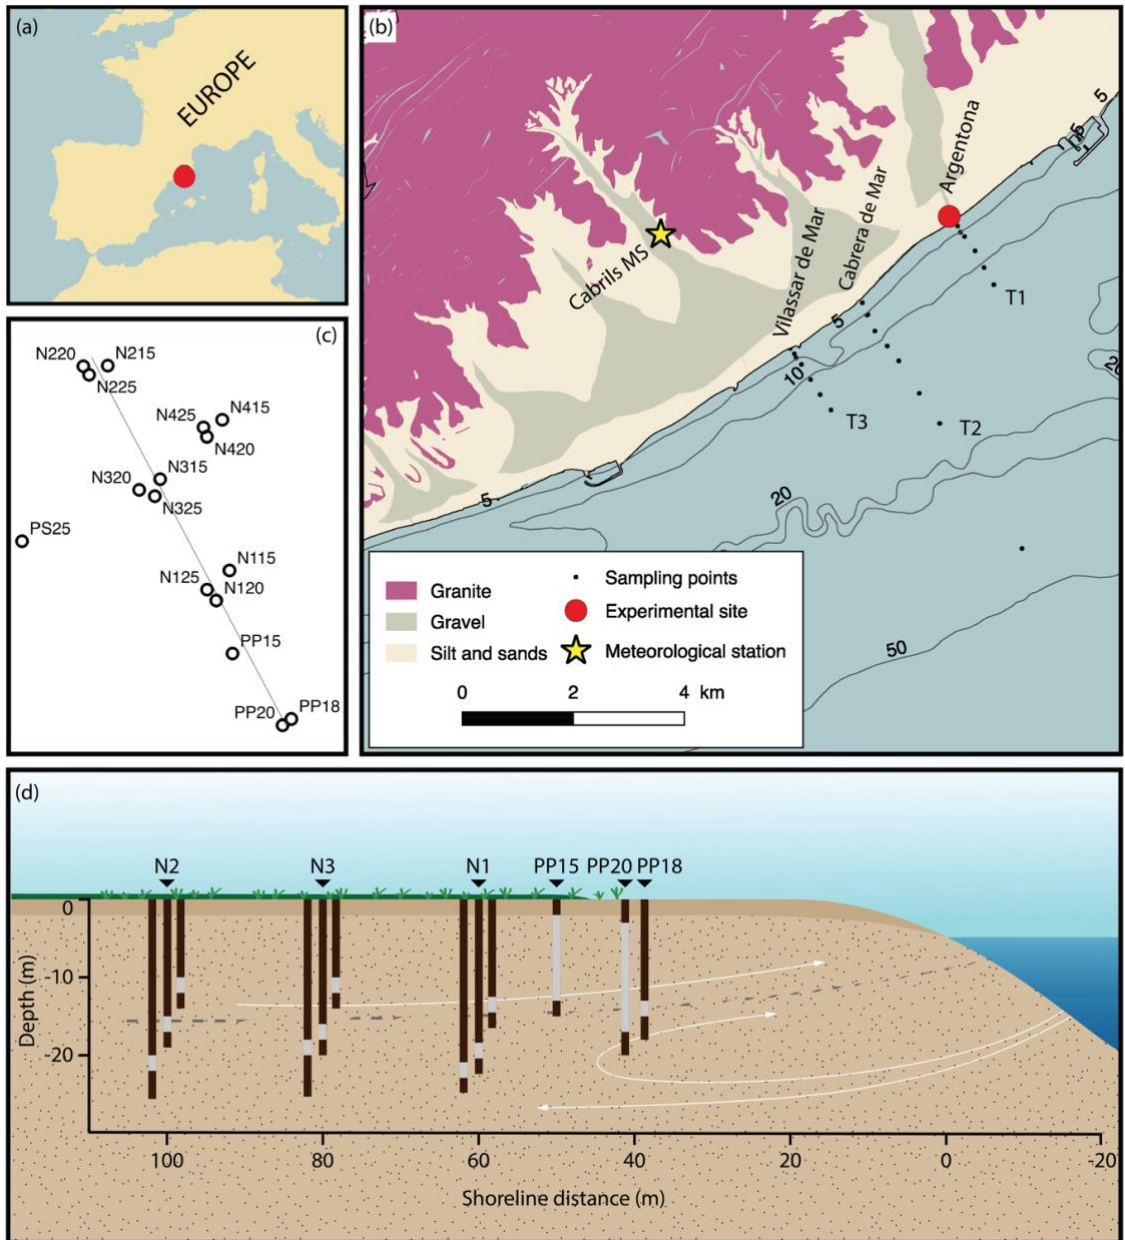 (a)
EUROPE
(b)
5
5
Argentona
Cabrera de Mar
Vilassar de Mar
Cabrils MS
T1
5
10
T3
T2
20
20
5
50
Granite
Gravel
Silt and sands
Sampling points
Experimental site
Meteorological station
0 2 4 km
(c)
N220
N215
N225
N425
N415
N420
N315
N320
N325
PS25
N115
N125
N120
PP15
PP20
PP18
(d)
N2 N3 N1 PP15 PP20 PP18
0
-10
-20
Depth (m)
100 80 60 40 20 0 -20
Shoreline distance (m)